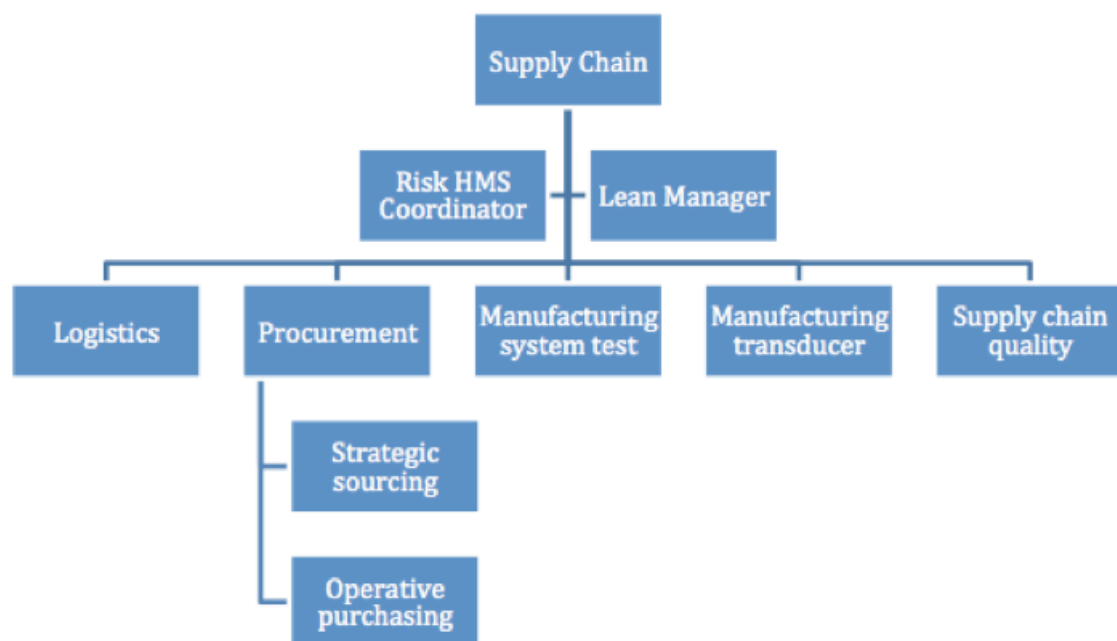 Supply Chain
Risk HMS
Coordinator
Lean Manager
Logistics
Procurement
Manufacturing
system test
Manufacturing
transducer
Supply chain
quality
Strategic
sourcing
Operative
purchasing